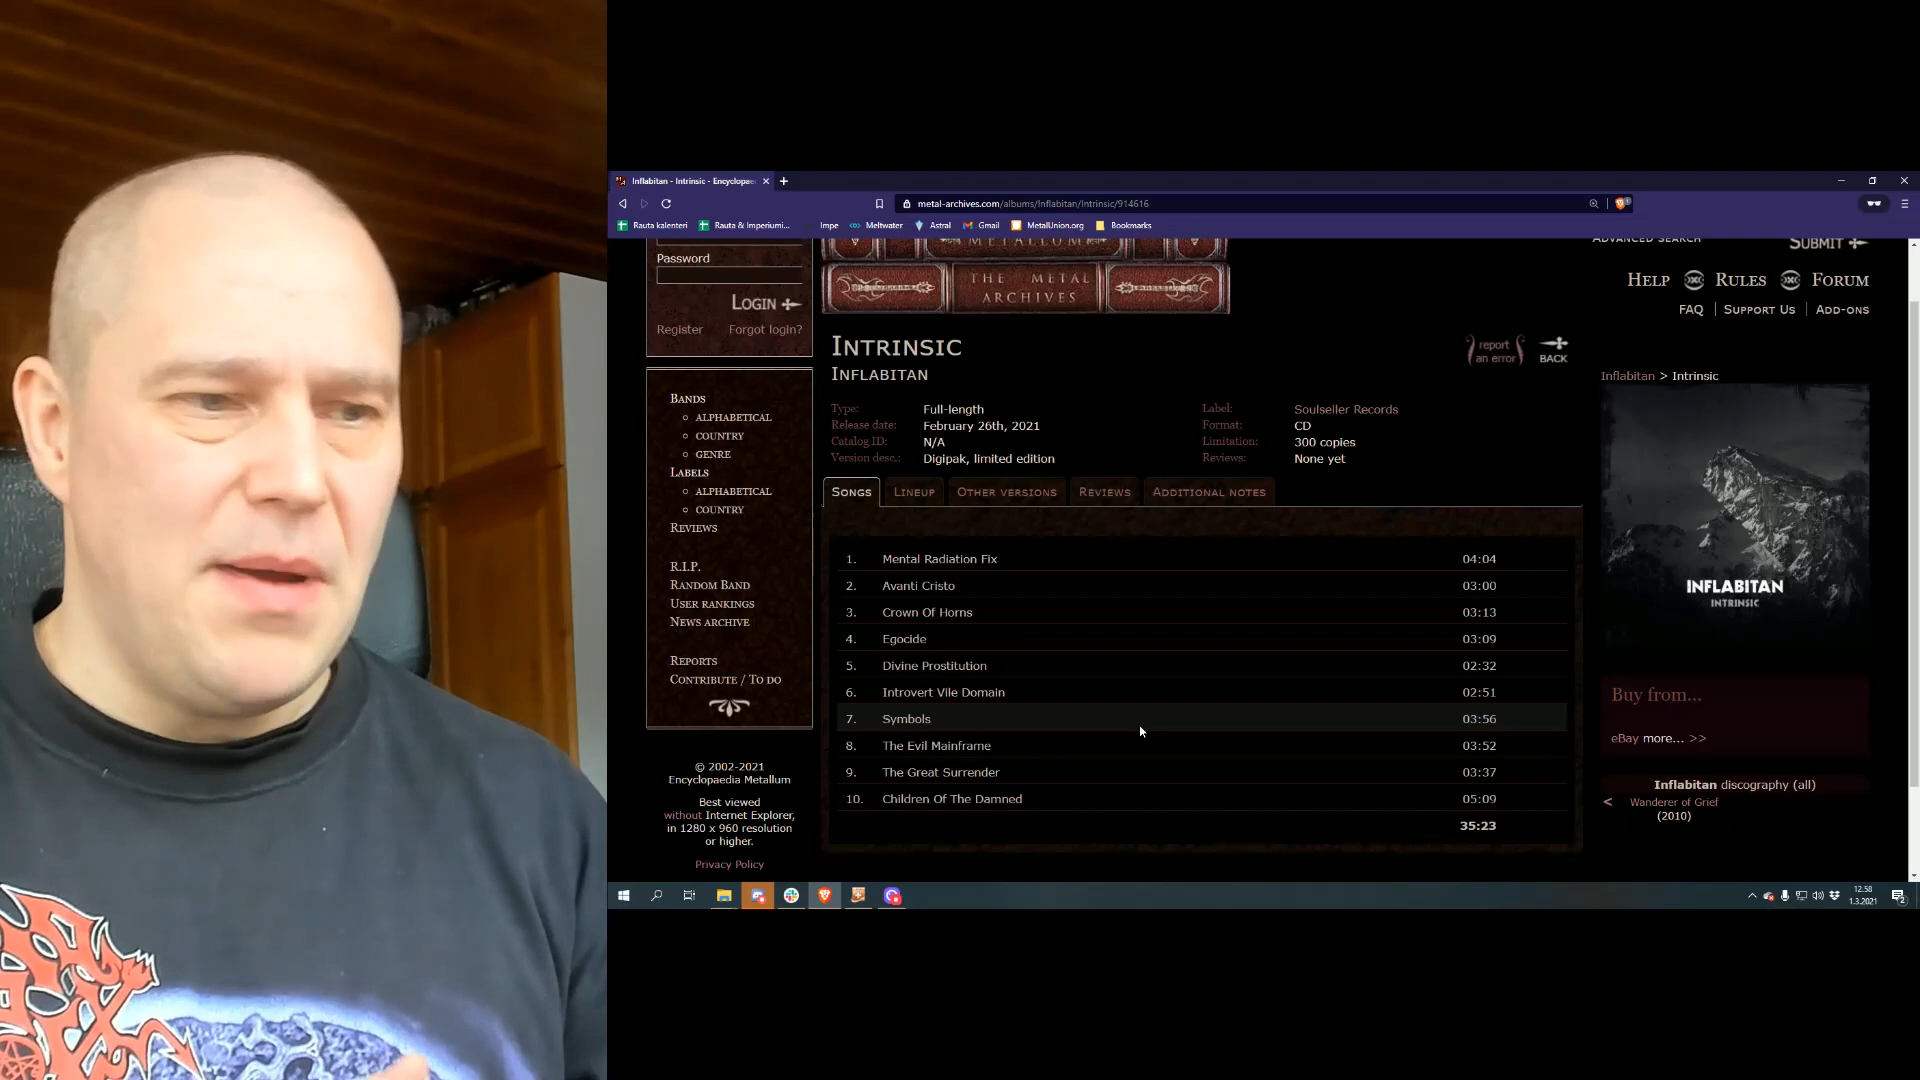 Inflabitan - Intrinsic - Encyclopae
metal-archives.com/albums/Inflabitan/Intrinsic/914616
Rauta kalenteri
Rauta & Imperiumi...
Impe
Meltwater
Astral
Gmail
MetalUnion.org
Bookmarks
METALLUM
ADVANCED SEARCH
SUBMIT
Password
THE METAL
ARCHIVES
HELP
RULES
FORUM
LOGIN
FAQ
SUPPORT US
ADD-ONS
Register
Forgot login?
INTRINSIC
INFLABITAN
report
an error
BACK
Inflabitan > Intrinsic
Type: Full-length
Release date: February 26th, 2021
Catalog ID: N/A
Version desc.: Digipak, limited edition
Label: Soulseller Records
Format: CD
Limitation: 300 copies
Reviews: None yet
SONGS
LINEUP
OTHER VERSIONS
REVIEWS
ADDITIONAL NOTES
1. Mental Radiation Fix 04:04
2. Avanti Cristo 03:00
3. Crown Of Horns 03:13
4. Egocide 03:09
5. Divine Prostitution 02:32
6. Introvert Vile Domain 02:51
7. Symbols 03:56
8. The Evil Mainframe 03:52
9. The Great Surrender 03:37
10. Children Of The Damned 05:09
35:23
BANDS
ALPHABETICAL
COUNTRY
GENRE
LABELS
ALPHABETICAL
COUNTRY
REVIEWS
R.I.P.
RANDOM BAND
USER RANKINGS
NEWS ARCHIVE
REPORTS
CONTRIBUTE / TO DO
© 2002-2021
Encyclopaedia Metallum
Best viewed
without Internet Explorer,
in 1280 x 960 resolution
or higher.
Privacy Policy
INFLABITAN
INTRINSIC
Buy from...
eBay more... >>
Inflabitan discography (all)
< Wanderer of Grief
(2010)
12.58
1.3.2021